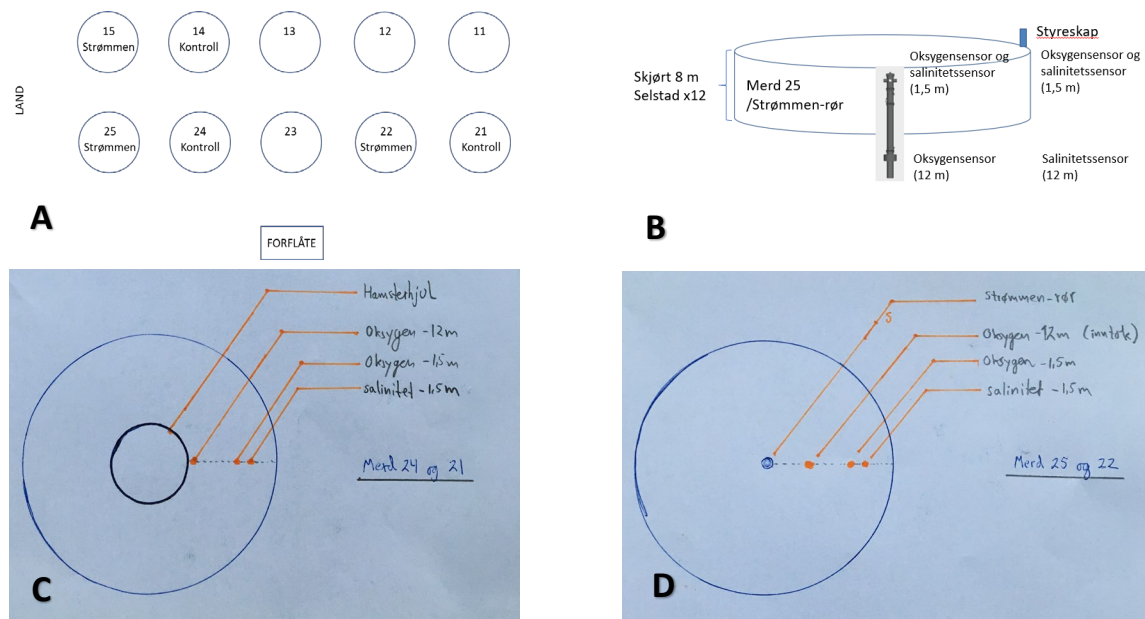 15
Strømmen
14
Kontroll
13
12
11
LAND
25
Strømmen
24
Kontroll
23
22
Strømmen
21
Kontroll
A
FORFLÅTE
Styreskap
Skjørt 8 m
Selstad x12
Merd 25
/Strømmen-rør
Oksygensensor og
salinitetssensor
(1,5 m)
Oksygensensor og
salinitetssensor
(1,5 m)
Oksygensensor
(12 m)
Salinitetssensor
(12 m)
B
Hamsterhjul
Oksygen -12m
Oksygen -1,5m
salinitet -1,5m
Merd 24 og 21
C
strømmen-rør
S
Oksygen -12m (inntak)
Oksygen -1,5m
salinitet -1,5m
Merd 25 og 22
D